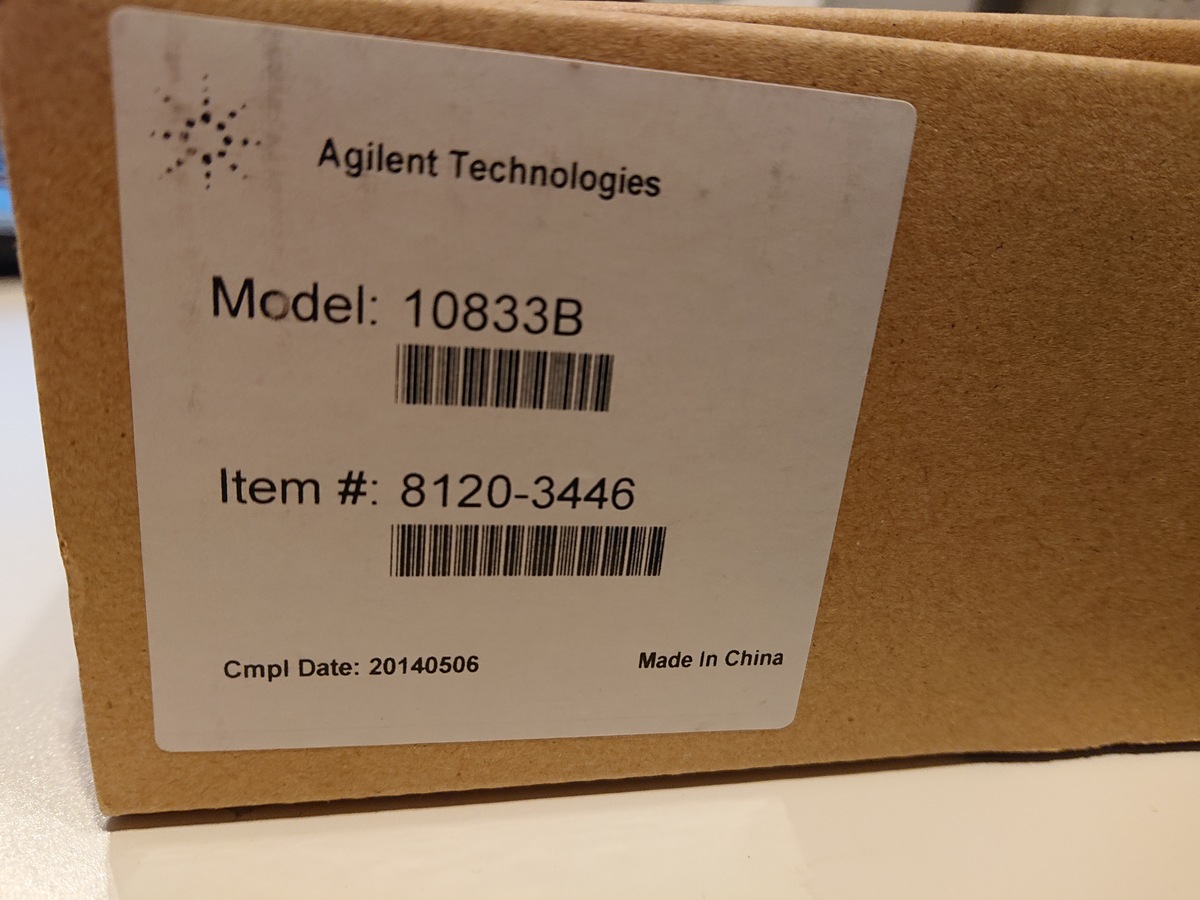 Agilent Technologies
Model: 10833B
Item #: 8120-3446
Cmpl Date: 20140506
Made In China